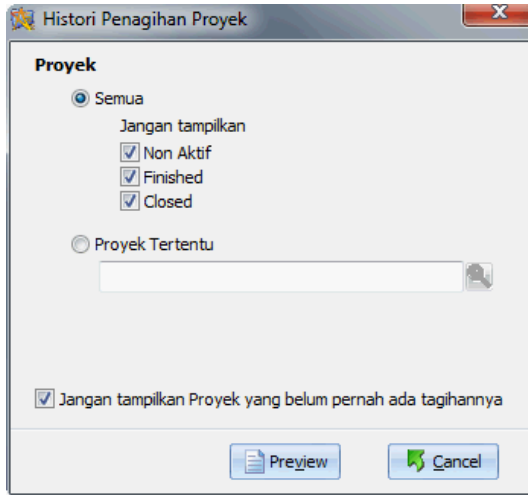 Histori Penagihan Proyek
Proyek
Semua
Jangan tampilkan
Non Aktif
Finished
Closed
Proyek Tertentu
Jangan tampilkan Proyek yang belum pernah ada tagihannya
Preview
Cancel